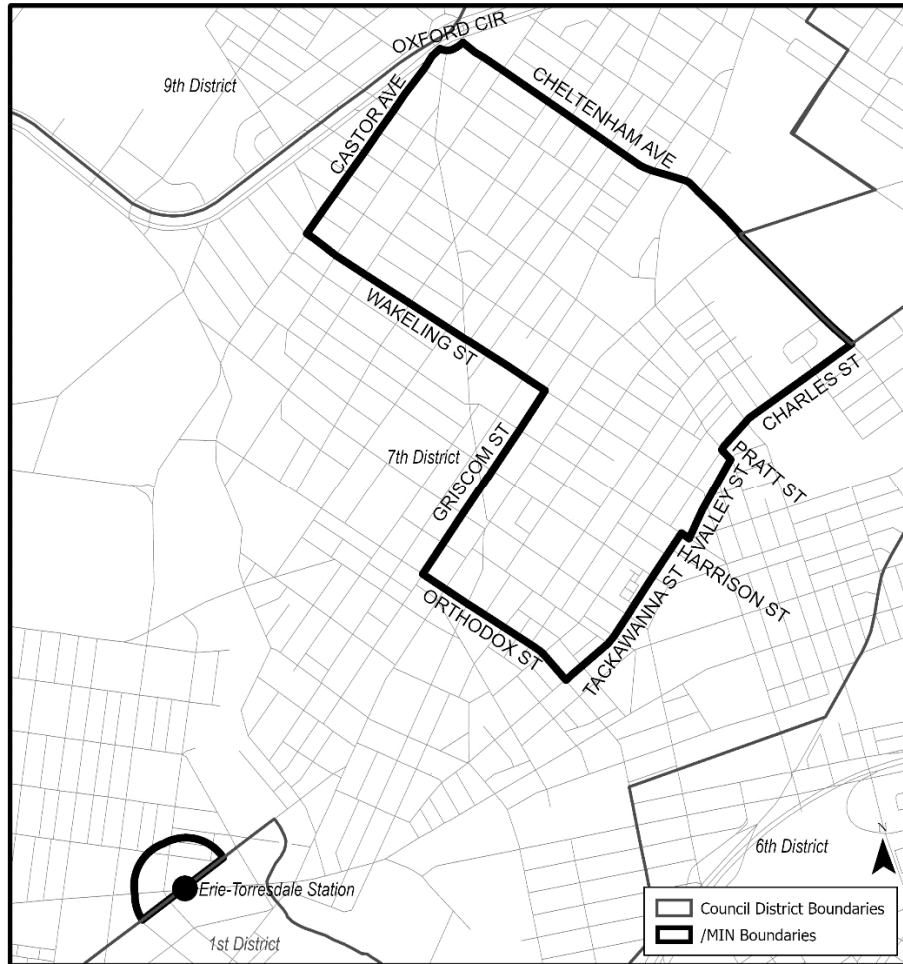 OXFORD CIR
9th District
CHELTENHAM AVE
CASTOR AVE
WAKELING ST
CHARLES ST
7th District
GRISCOM ST
PRATT ST
VALLEY ST
HARRISON ST
ORTHODOX ST
TACKAWANNA ST
N
6th District
Erie-Torresdale Station
1st District
Council District Boundaries
/MIN Boundaries